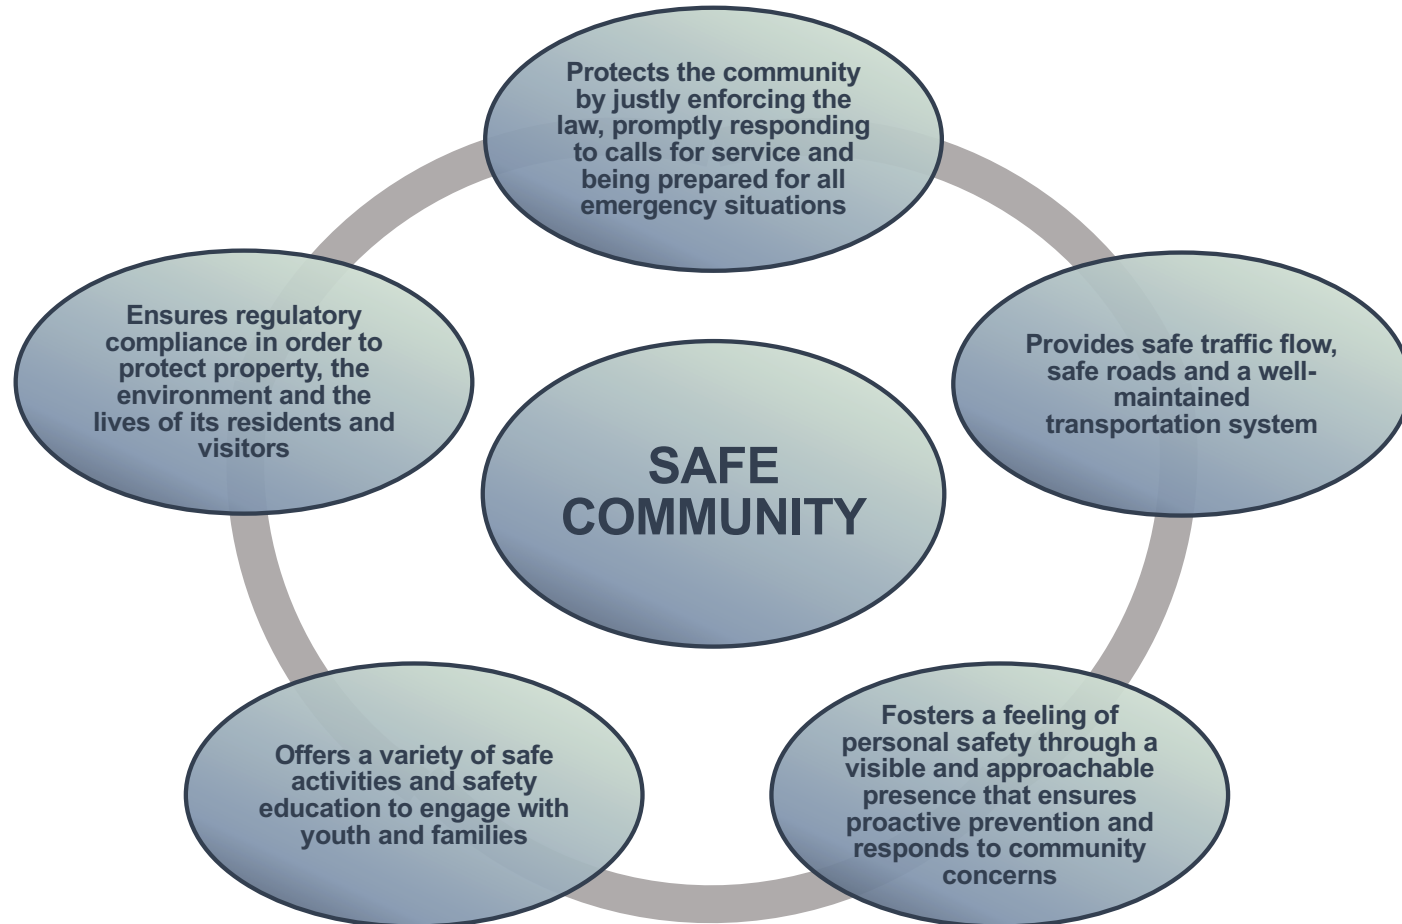 Protects the community
by justly enforcing the
law, promptly responding
to calls for service and
being prepared for all
emergency situations
Provides safe traffic flow,
safe roads and a well-
maintained
transportation system
Fosters a feeling of
personal safety through a
visible and approachable
presence that ensures
proactive prevention and
responds to community
concerns
Offers a variety of safe
activities and safety
education to engage with
youth and families
Ensures regulatory
compliance in order to
protect property, the
environment and the
lives of its residents and
visitors
SAFE
COMMUNITY